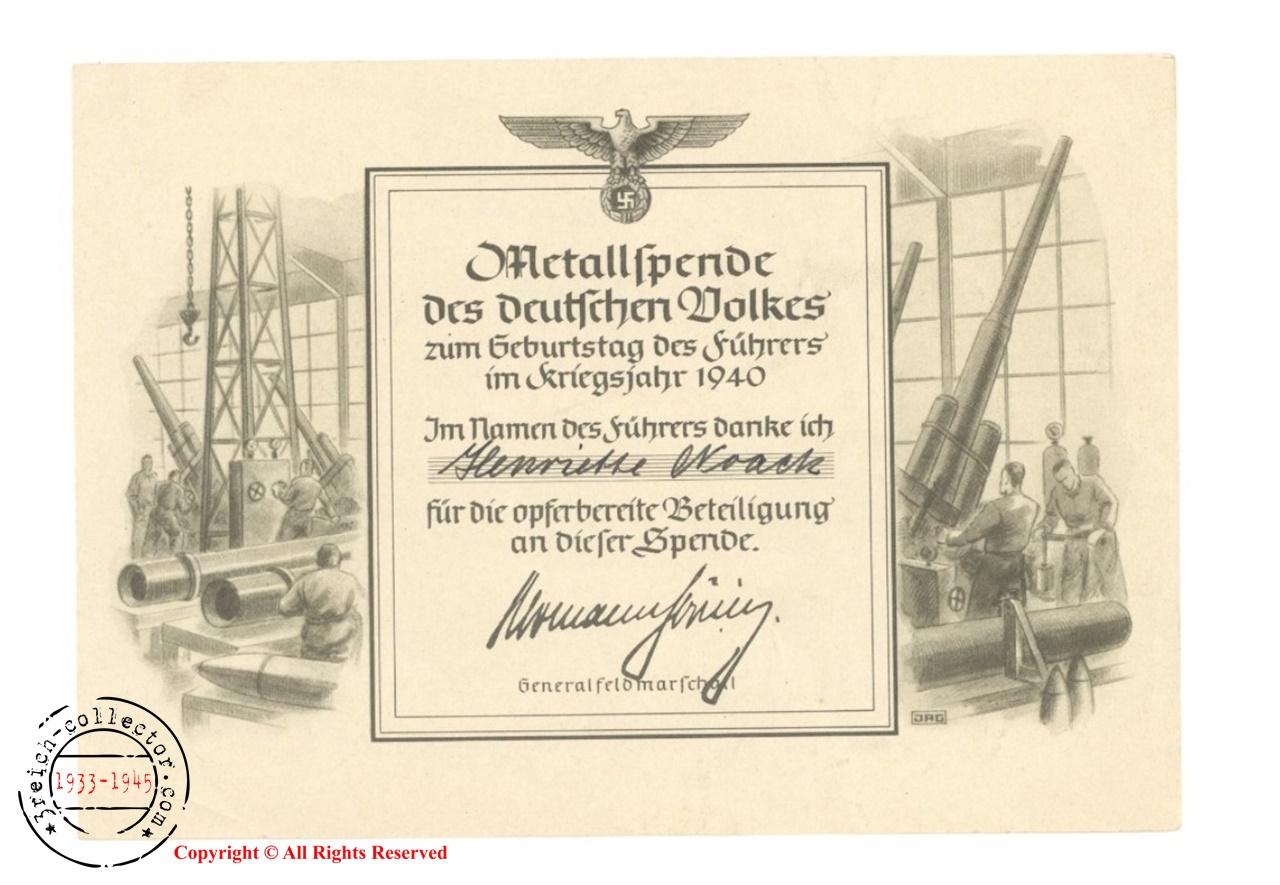 Metallſpende
des deutſchen Volkes
zum Geburtstag des Führers
im Kriegsjahr 1940
Im Namen des Führers danke ich
Henriette Noack
für die opferbereite Beteiligung
an dieſer Spende.
Hermann Göring.
Generalfeldmarſchall
JAG
3reich-collector.com
1933-1945
Copyright © All Rights Reserved